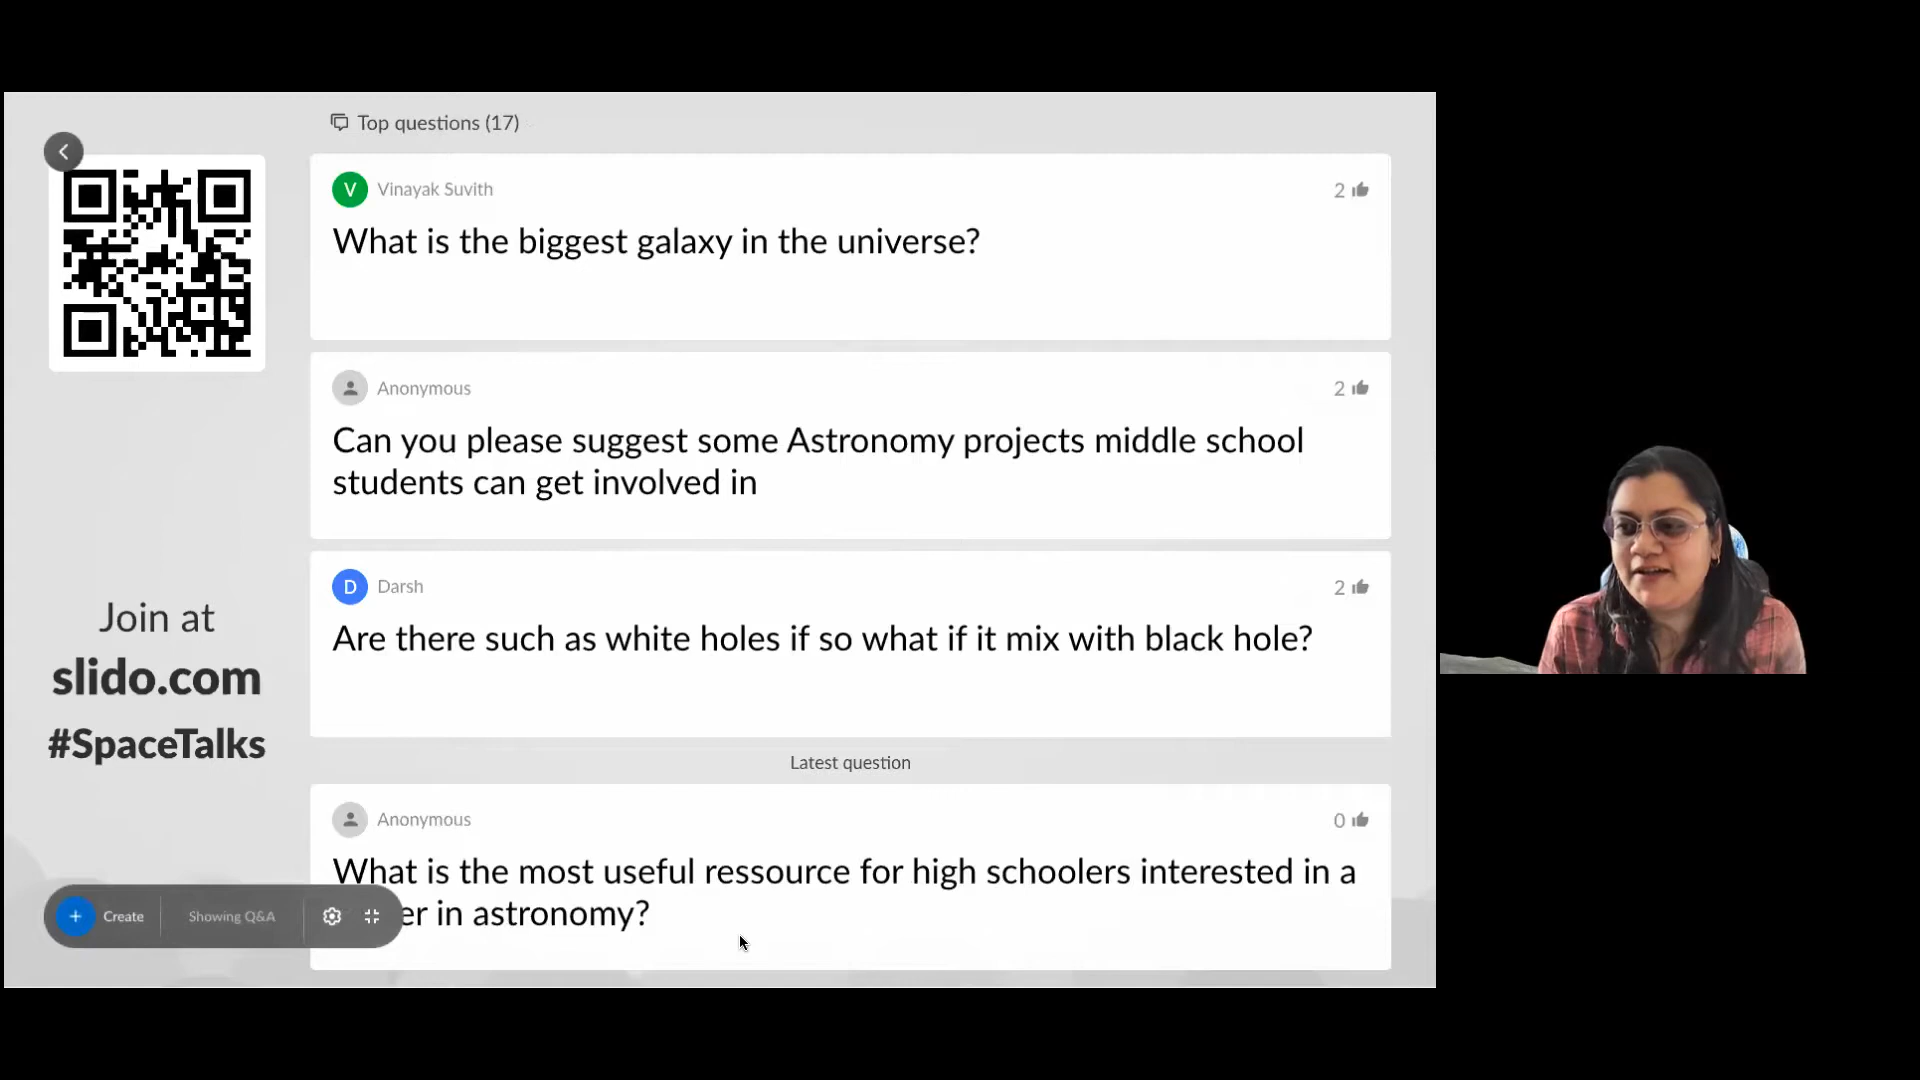 Top questions (17)
V Vinayak Suvith 2
What is the biggest galaxy in the universe?
Anonymous 2
Can you please suggest some Astronomy projects middle school
students can get involved in
D Darsh 2
Are there such as white holes if so what if it mix with black hole?
Join at
slido.com
#SpaceTalks
Latest question
Anonymous 0
What is the most useful ressource for high schoolers interested in a
er in astronomy?
+ Create Showing Q&A